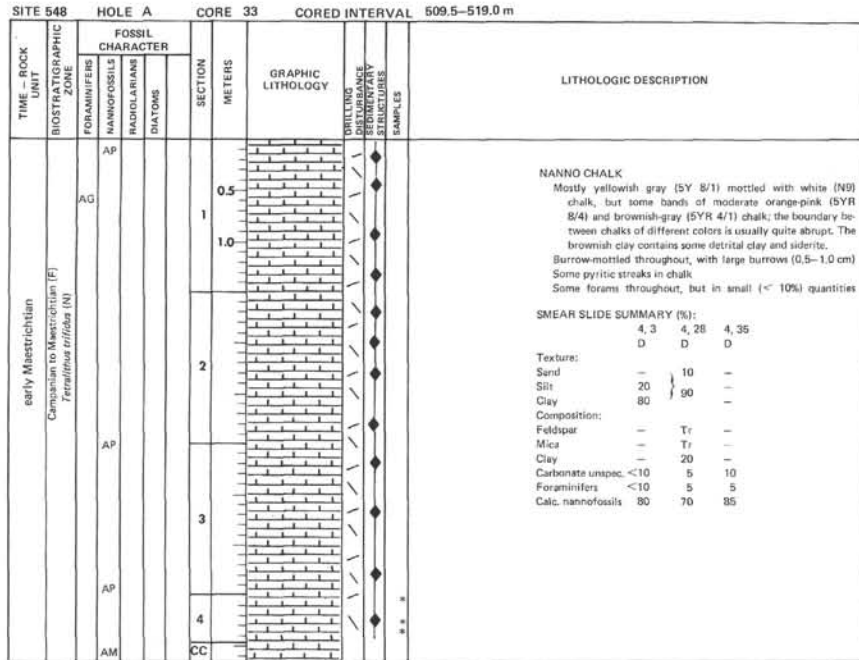 SITE 548 HOLE A CORE 33 CORED INTERVAL 509.5–519.0 m
TIME – ROCK UNIT
BIOSTRATIGRAPHIC ZONE
FOSSIL CHARACTER
FORAMINIFERS
NANNOFOSSILS
RADIOLARIANS
DIATOMS
SECTION
METERS
GRAPHIC LITHOLOGY
DRILLING DISTURBANCE
SEDIMENTARY STRUCTURES
SAMPLES
LITHOLOGIC DESCRIPTION
early Maestrichtian
Campanian to Maestrichtian (F)
Tetralithus trifidus (N)
AP
AG
AP
AP
AM
1
0.5
1.0
2
3
4
CC
NANNO CHALK
Mostly yellowish gray (5Y 8/1) mottled with white (N9)
chalk, but some bands of moderate orange-pink (5YR
8/4) and brownish-gray (5YR 4/1) chalk; the boundary be-
tween chalks of different colors is usually quite abrupt. The
brownish clay contains some detrital clay and siderite.
Burrow-mottled throughout, with large burrows (0.5–1.0 cm)
Some pyritic streaks in chalk
Some forams throughout, but in small (< 10%) quantities
SMEAR SLIDE SUMMARY (%):
4, 3 4, 28 4, 35
D D D
Texture:
Sand – 10 –
Silt 20 90 –
Clay 80 –
Composition:
Feldspar – Tr –
Mica – Tr –
Clay – 20 –
Carbonate unspec. <10 5 10
Foraminifers <10 5 5
Calc. nannofossils 80 70 85